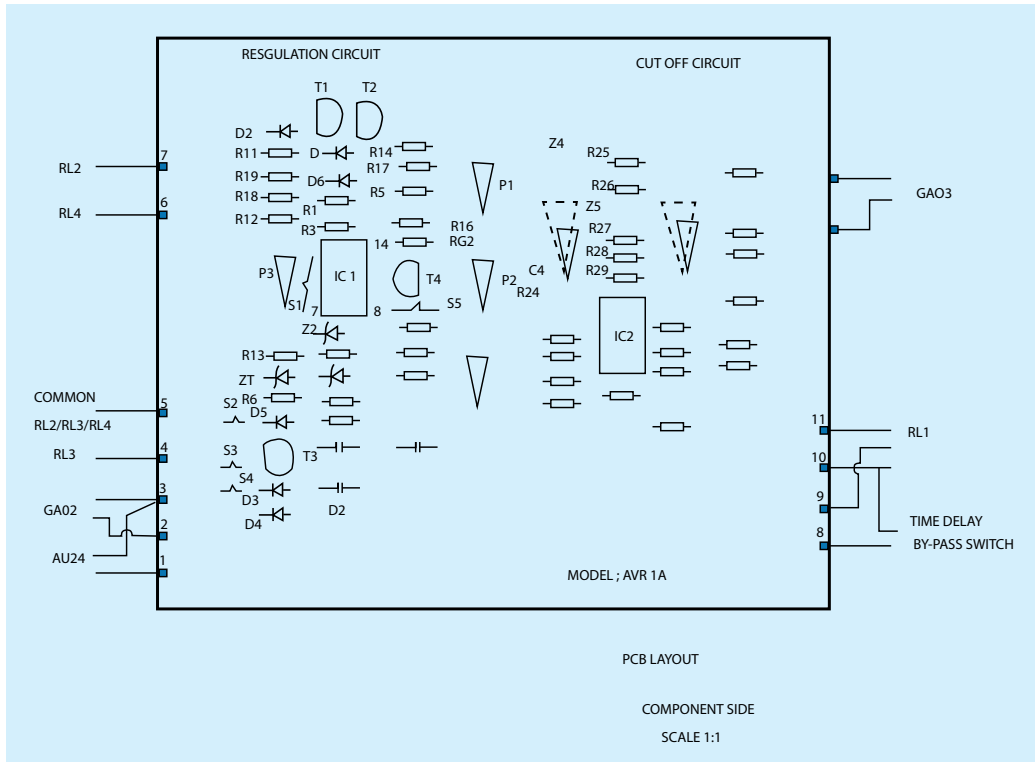 RESGULATION CIRCUIT
CUT OFF CIRCUIT
T1
T2
D2
R11
D
R14
R17
R19
D6
R5
R18
R1
R12
R3
R16
14
RG2
P1
Z4
R25
R26
Z5
R27
R28
R29
C4
P3
S1
IC 1
T4
P2
R24
7
8
S5
Z2
IC2
R13
ZT
R6
S2
D5
S3
T3
S4
D3
D4
D2
RL2
7
RL4
6
COMMON
5
RL2/RL3/RL4
RL3
4
3
GA02
2
AU24
1
GAO3
11
RL1
10
9
TIME DELAY
8
BY-PASS SWITCH
MODEL ; AVR 1A
PCB LAYOUT
COMPONENT SIDE
SCALE 1:1